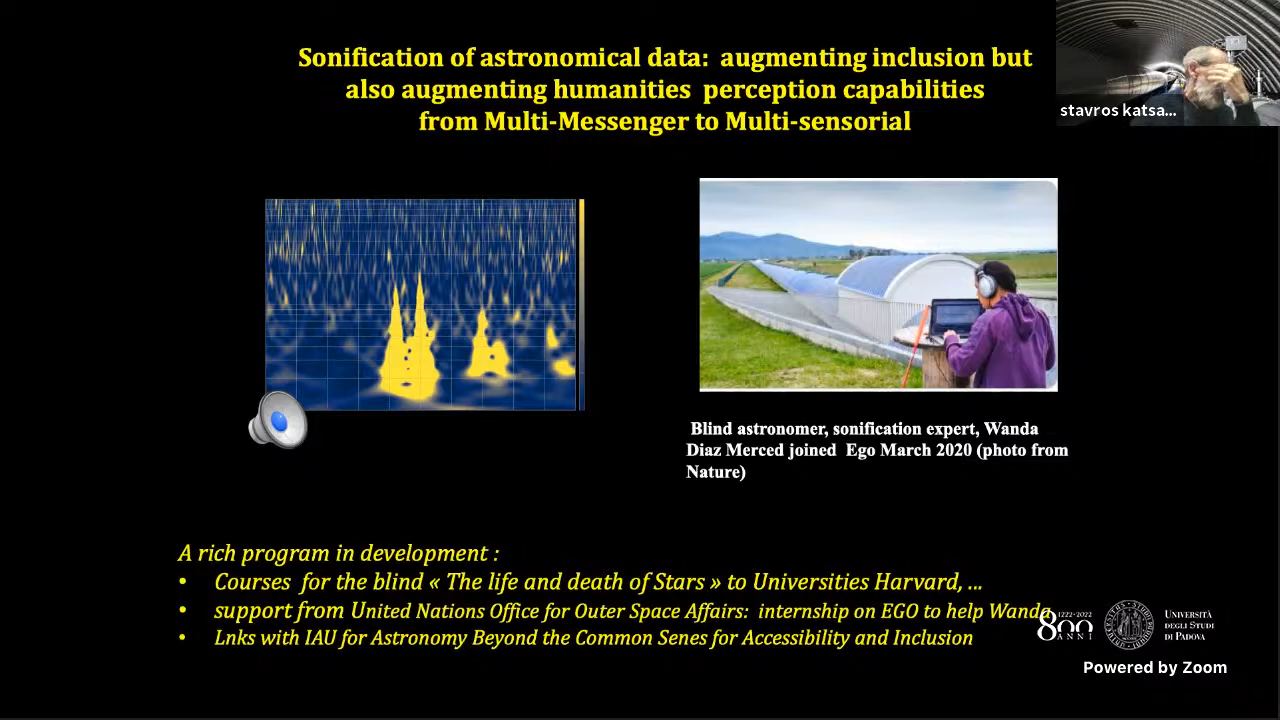 Sonification of astronomical data: augmenting inclusion but
also augmenting humanities perception capabilities
from Multi-Messenger to Multi-sensorial
stavros katsa...
Blind astronomer, sonification expert, Wanda
Diaz Merced joined Ego March 2020 (photo from
Nature)
A rich program in development :
• Courses for the blind « The life and death of Stars » to Universities Harvard, ...
• support from United Nations Office for Outer Space Affairs: internship on EGO to help Wanda
• Lnks with IAU for Astronomy Beyond the Common Senes for Accessibility and Inclusion
1222·2022
800
ANNI
UNIVERSITÀ
DEGLI STUDI
DI PADOVA
Powered by Zoom